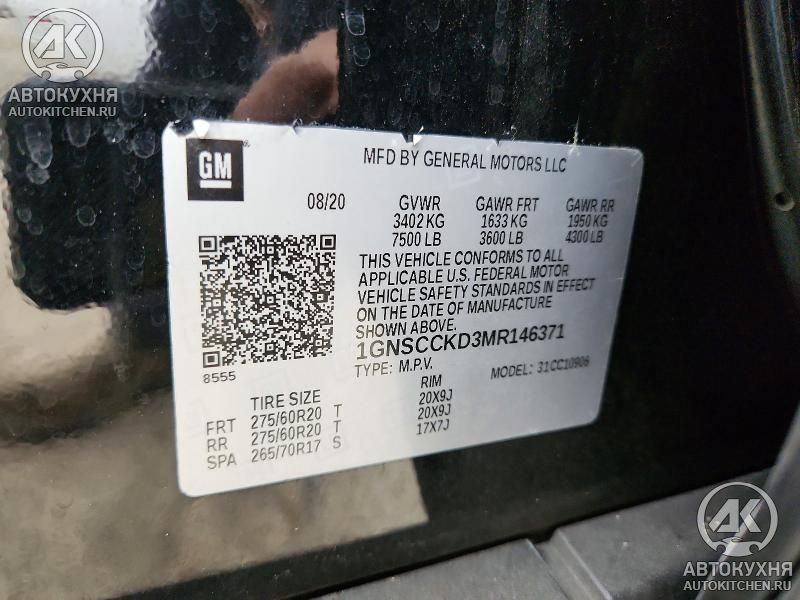 AK
АВТОКУХНЯ
AUTOKITCHEN.RU
GM
MFD BY GENERAL MOTORS LLC
08/20 GVWR GAWR FRT GAWR RR
3402 KG 1633 KG 1950 KG
7500 LB 3600 LB 4300 LB
THIS VEHICLE CONFORMS TO ALL
APPLICABLE U.S. FEDERAL MOTOR
VEHICLE SAFETY STANDARDS IN EFFECT
ON THE DATE OF MANUFACTURE
SHOWN ABOVE.
1GNSCCKD3MR146371
8555 TYPE: M.P.V. MODEL: 31CC10906
TIRE SIZE RIM
FRT 275/60R20 T 20X9J
RR 275/60R20 T 20X9J
SPA 265/70R17 S 17X7J
AK
АВТОКУХНЯ
AUTOKITCHEN.RU